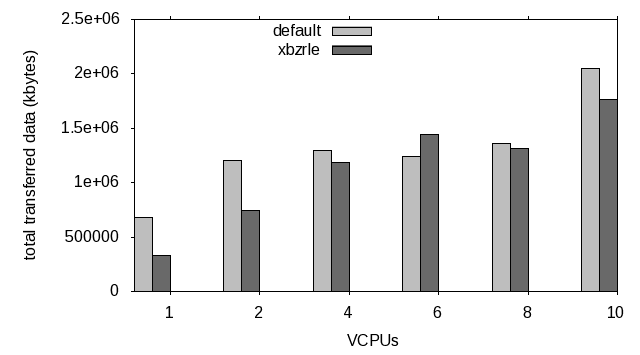 2.5e+06
2e+06
1.5e+06
1e+06
500000
0
total transferred data (kbytes)
default
xbzrle
1 2 4 6 8 10
VCPUs